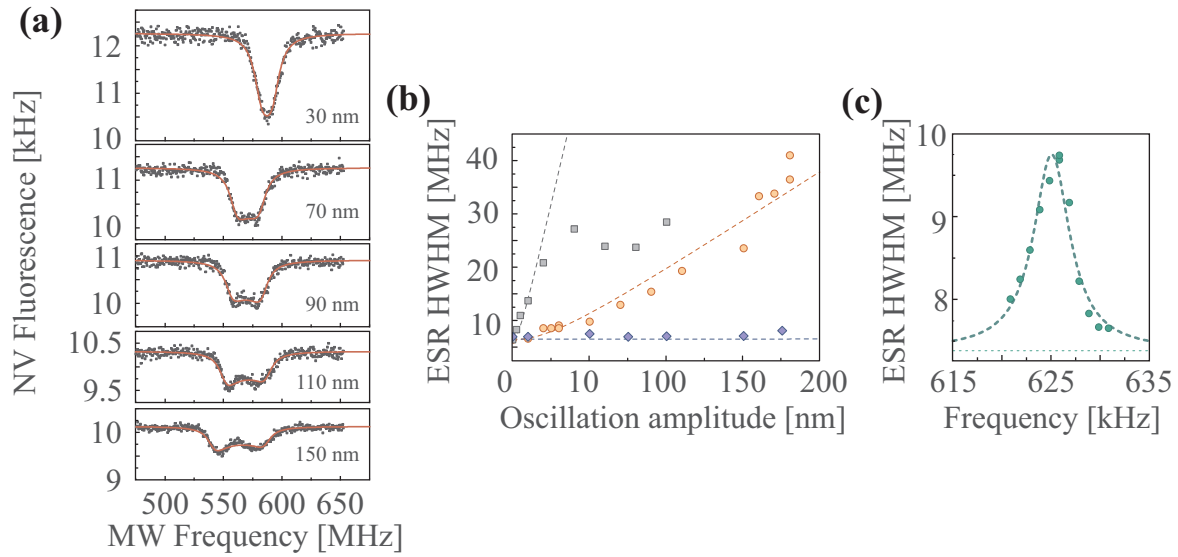 (a)
NV Fluorescence [kHz]
12
11
10
30 nm
11
10
70 nm
11
10
90 nm
10.5
9.5
110 nm
10
9
150 nm
500 550 600 650
MW Frequency [MHz]
(b)
ESR HWHM [MHz]
40
30
20
10
0 10 100 150 200
Oscillation amplitude [nm]
(c)
ESR HWHM [MHz]
10
9
8
615 625 635
Frequency [kHz]